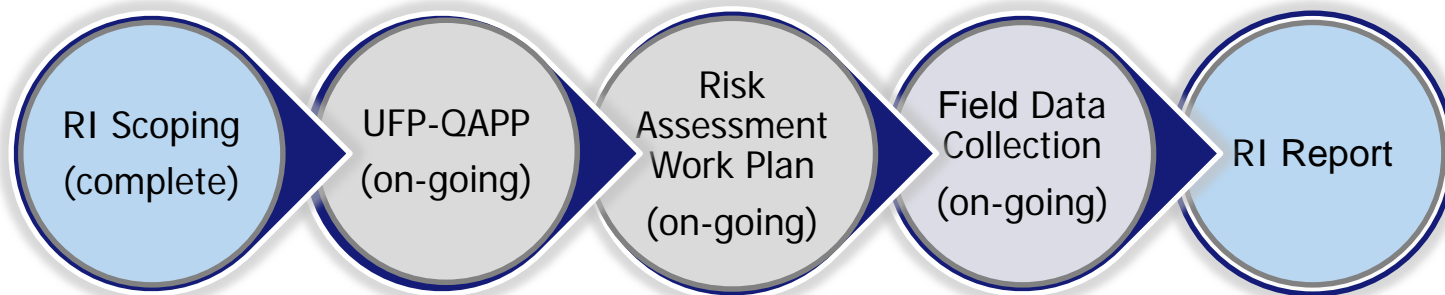 RI Scoping
(complete)
UFP-QAPP
(on-going)
Risk
Assessment
Work Plan
(on-going)
Field Data
Collection
(on-going)
RI Report